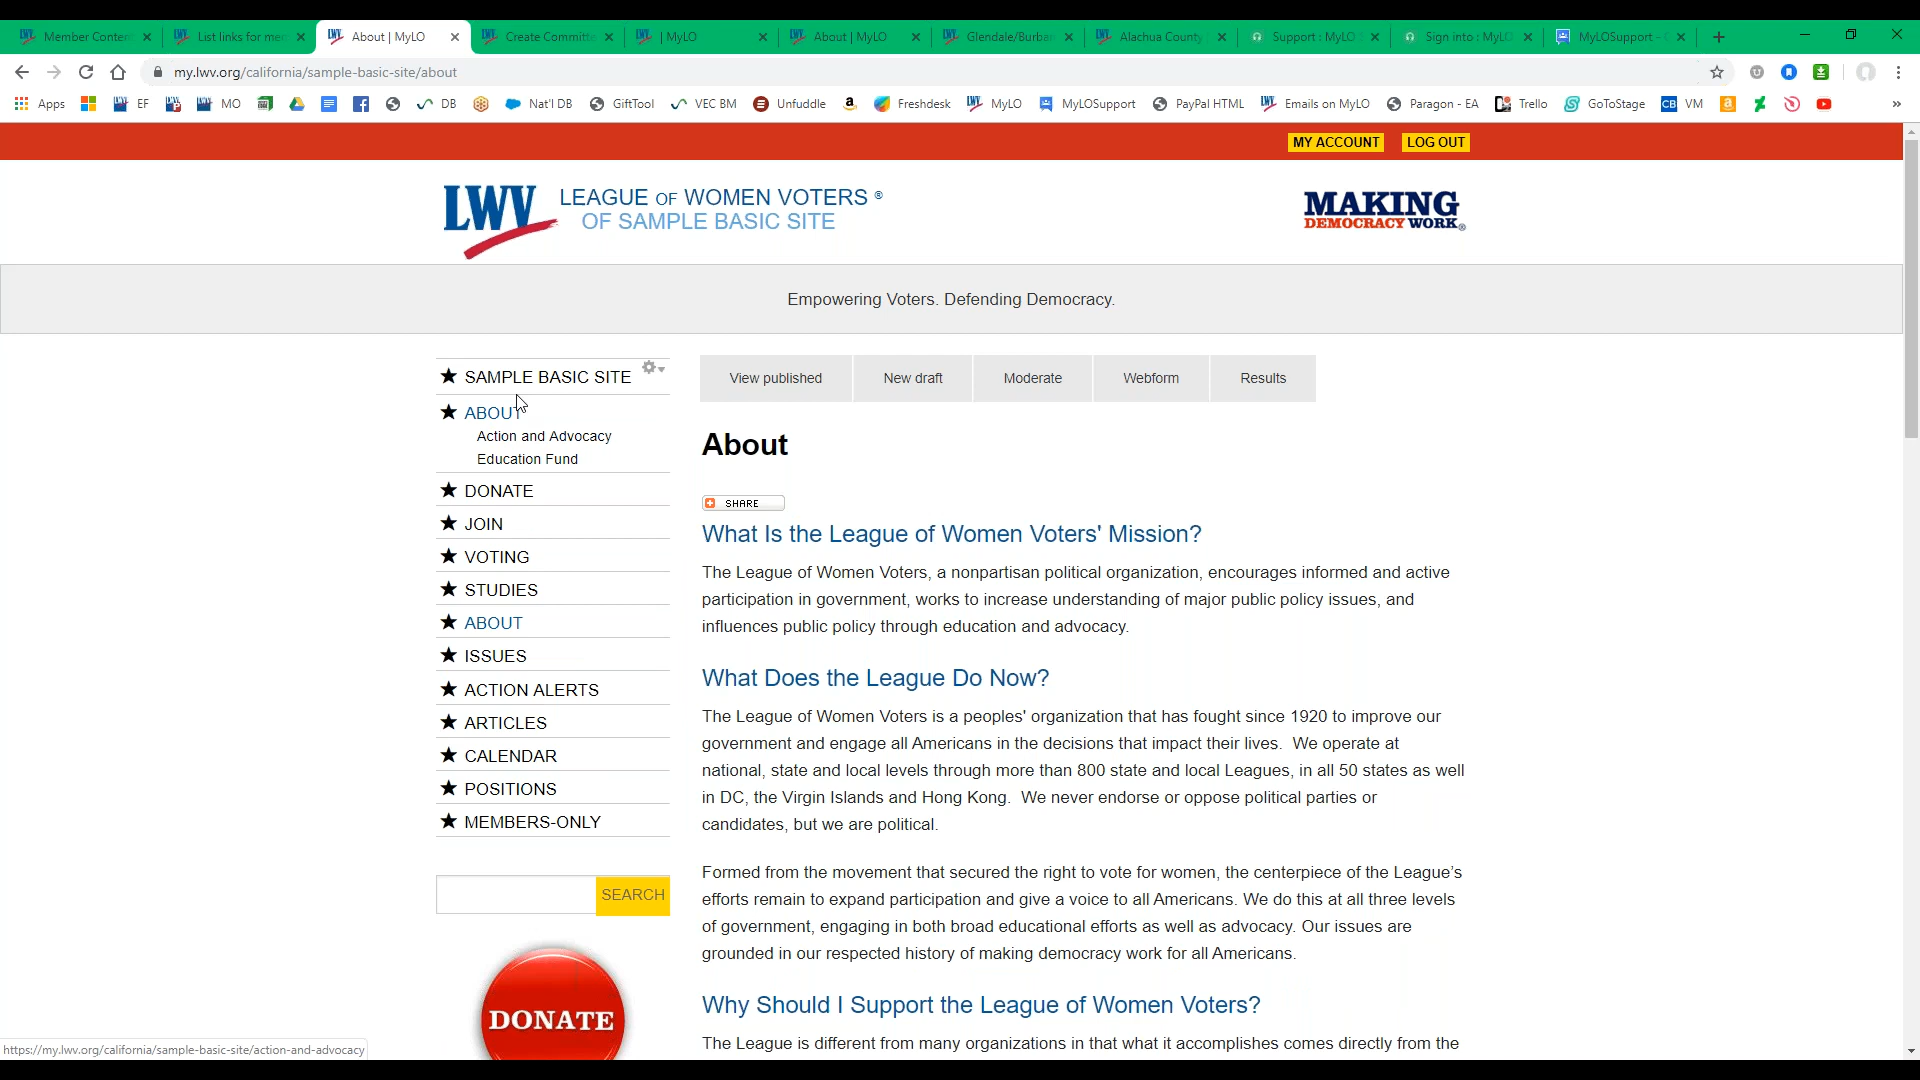 Member Conten
List links for me
About | MyLO
Create Committe
| MyLO
About | MyLO
Glendale/Burba
Alachua County
Support : MyLO S
Sign into : MyLO
MyLOSupport -
my.lwv.org/california/sample-basic-site/about
Apps
EF
MO
DB
Nat'l DB
GiftTool
VEC BM
Unfuddle
Freshdesk
MyLO
MyLOSupport
PayPal HTML
Emails on MyLO
Paragon - EA
Trello
GoToStage
CB VM
»
MY ACCOUNT
LOG OUT
LWV
LEAGUE OF WOMEN VOTERS ®
OF SAMPLE BASIC SITE
MAKING
DEMOCRACY WORK®
Empowering Voters. Defending Democracy.
SAMPLE BASIC SITE
ABOUT
Action and Advocacy
Education Fund
DONATE
JOIN
VOTING
STUDIES
ABOUT
ISSUES
ACTION ALERTS
ARTICLES
CALENDAR
POSITIONS
MEMBERS-ONLY
SEARCH
DONATE
View published
New draft
Moderate
Webform
Results
About
SHARE
What Is the League of Women Voters' Mission?
The League of Women Voters, a nonpartisan political organization, encourages informed and active
participation in government, works to increase understanding of major public policy issues, and
influences public policy through education and advocacy.
What Does the League Do Now?
The League of Women Voters is a peoples' organization that has fought since 1920 to improve our
government and engage all Americans in the decisions that impact their lives.  We operate at
national, state and local levels through more than 800 state and local Leagues, in all 50 states as well
in DC, the Virgin Islands and Hong Kong.  We never endorse or oppose political parties or
candidates, but we are political.
Formed from the movement that secured the right to vote for women, the centerpiece of the League’s
efforts remain to expand participation and give a voice to all Americans. We do this at all three levels
of government, engaging in both broad educational efforts as well as advocacy. Our issues are
grounded in our respected history of making democracy work for all Americans.
Why Should I Support the League of Women Voters?
The League is different from many organizations in that what it accomplishes comes directly from the
https://my.lwv.org/california/sample-basic-site/action-and-advocacy